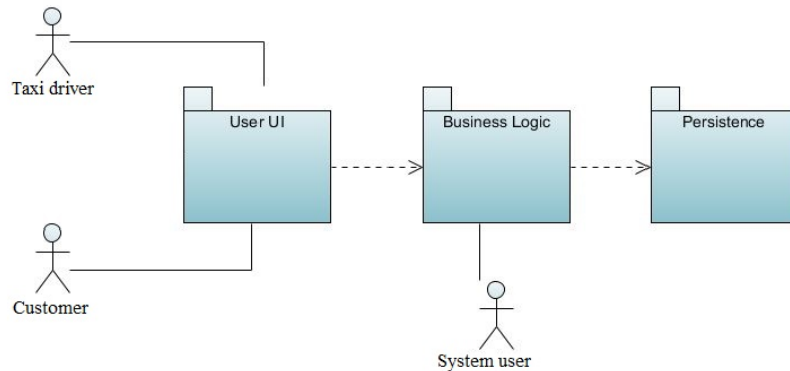 Taxi driver
User UI
Business Logic
Persistence
Customer
System user